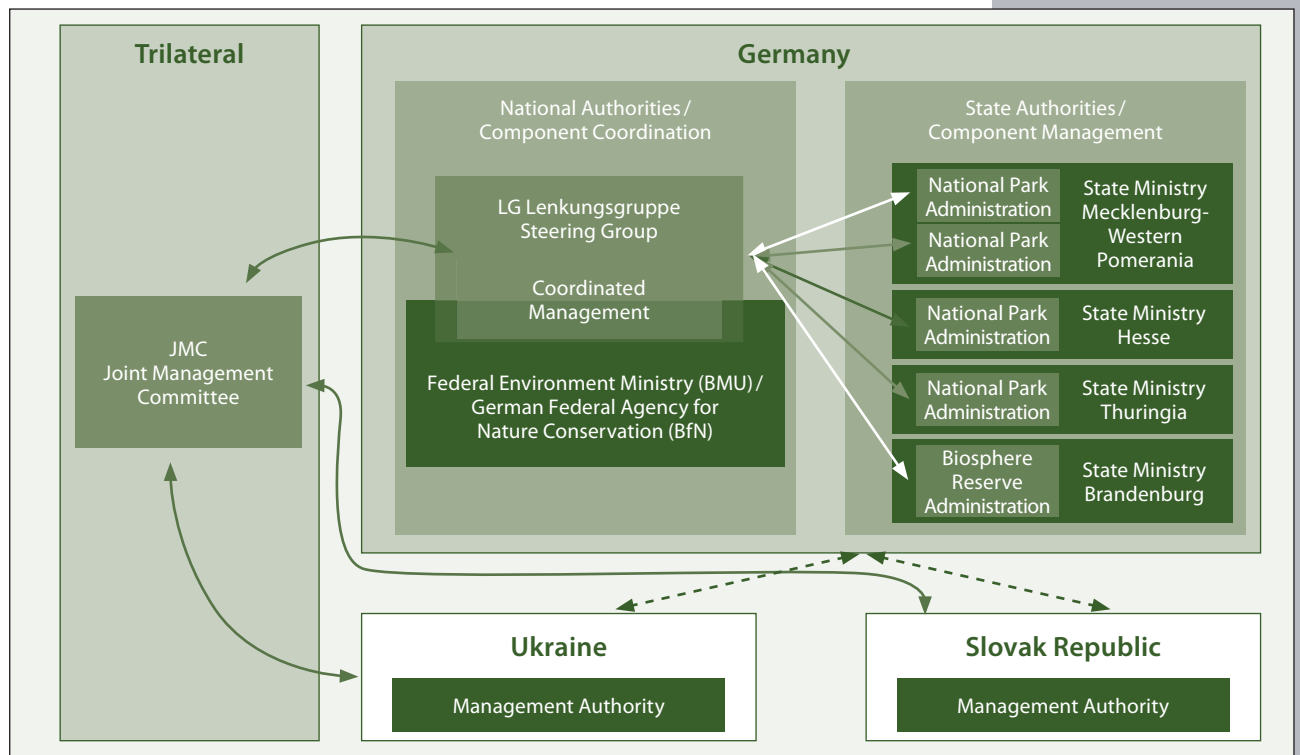 Trilateral
JMC
Joint Management
Committee
Germany
National Authorities /
Component Coordination
LG Lenkungsgruppe
Steering Group
Coordinated
Management
Federal Environment Ministry (BMU) /
German Federal Agency for
Nature Conservation (BfN)
State Authorities /
Component Management
National Park
Administration
National Park
Administration
State Ministry
Mecklenburg-
Western
Pomerania
National Park
Administration
State Ministry
Hesse
National Park
Administration
State Ministry
Thuringia
Biosphere
Reserve
Administration
State Ministry
Brandenburg
Ukraine
Management Authority
Slovak Republic
Management Authority